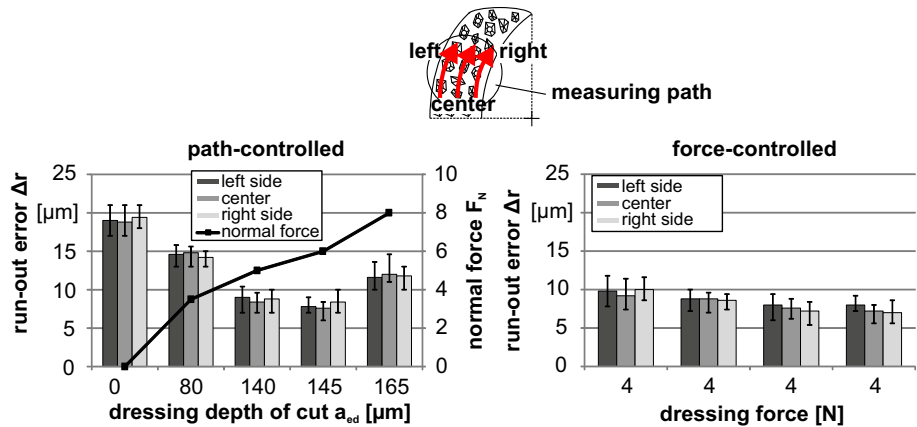 left right
center
measuring path
path-controlled
force-controlled
run-out error Δr
[µm]
25
20
15
10
5
0
left side
center
right side
normal force
10
8
6
4
2
0
normal force F_N
0 80 140 145 165
dressing depth of cut a_ed [µm]
run-out error Δr
[µm]
25
20
15
10
5
0
left side
center
right side
4 4 4 4
dressing force [N]